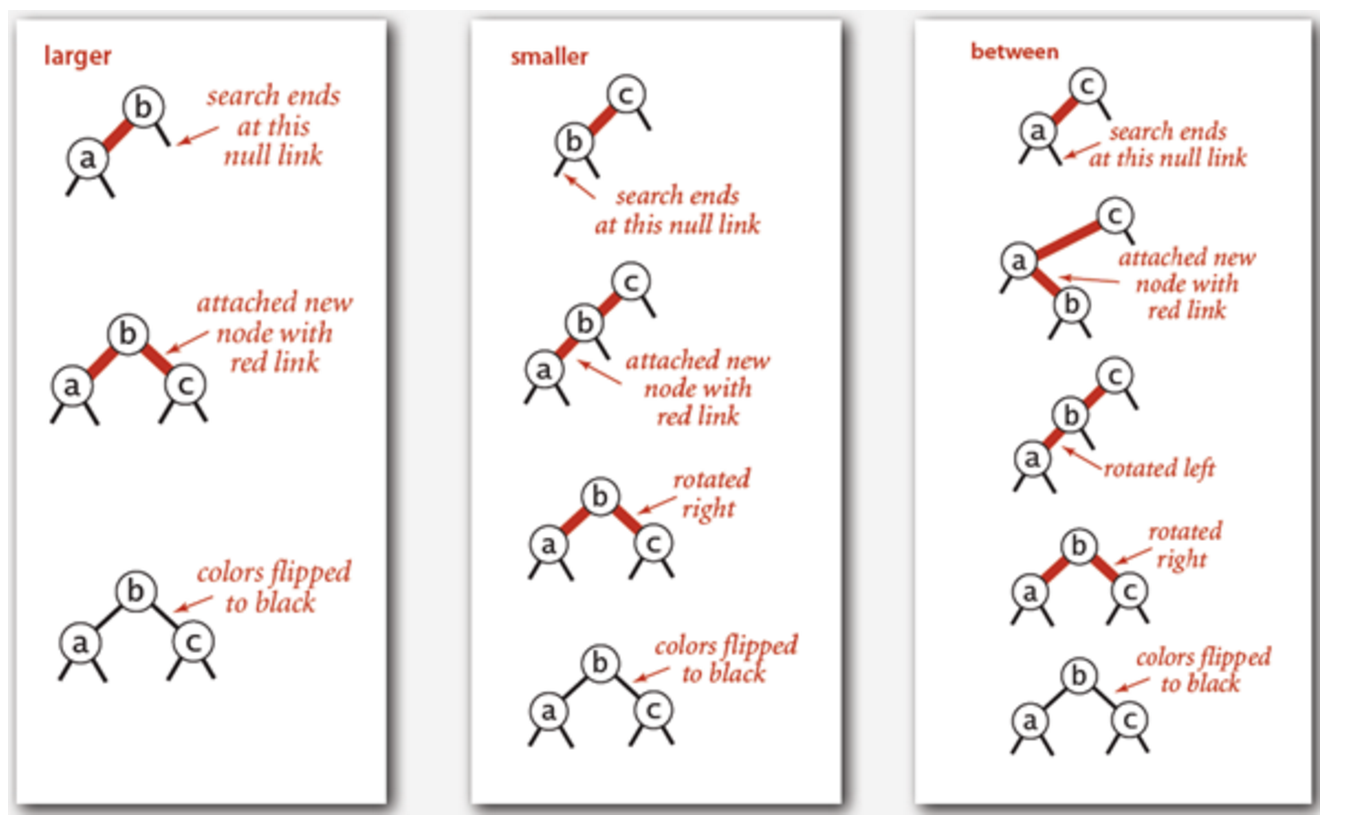 larger
b
a
search ends
at this
null link
attached new
node with
red link
b
a
c
colors flipped
to black
b
a
c
smaller
c
b
search ends
at this null link
c
b
a
attached new
node with
red link
rotated
right
b
a
c
colors flipped
to black
b
a
c
between
c
a
search ends
at this null link
c
a
b
attached new
node with
red link
c
b
a
rotated left
rotated
right
b
a
c
colors flipped
to black
b
a
c